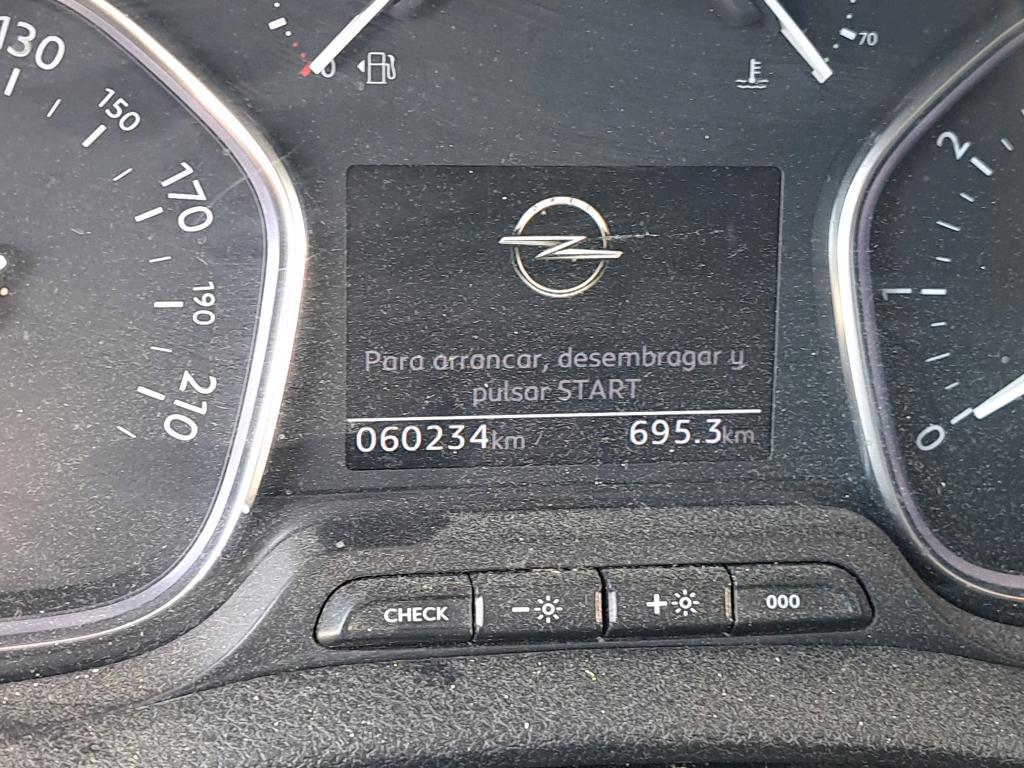 130
150
170
190
210
0
70
2
1
0
Para arrancar, desembragar y
pulsar START
060234km 695.3km
CHECK - + 000